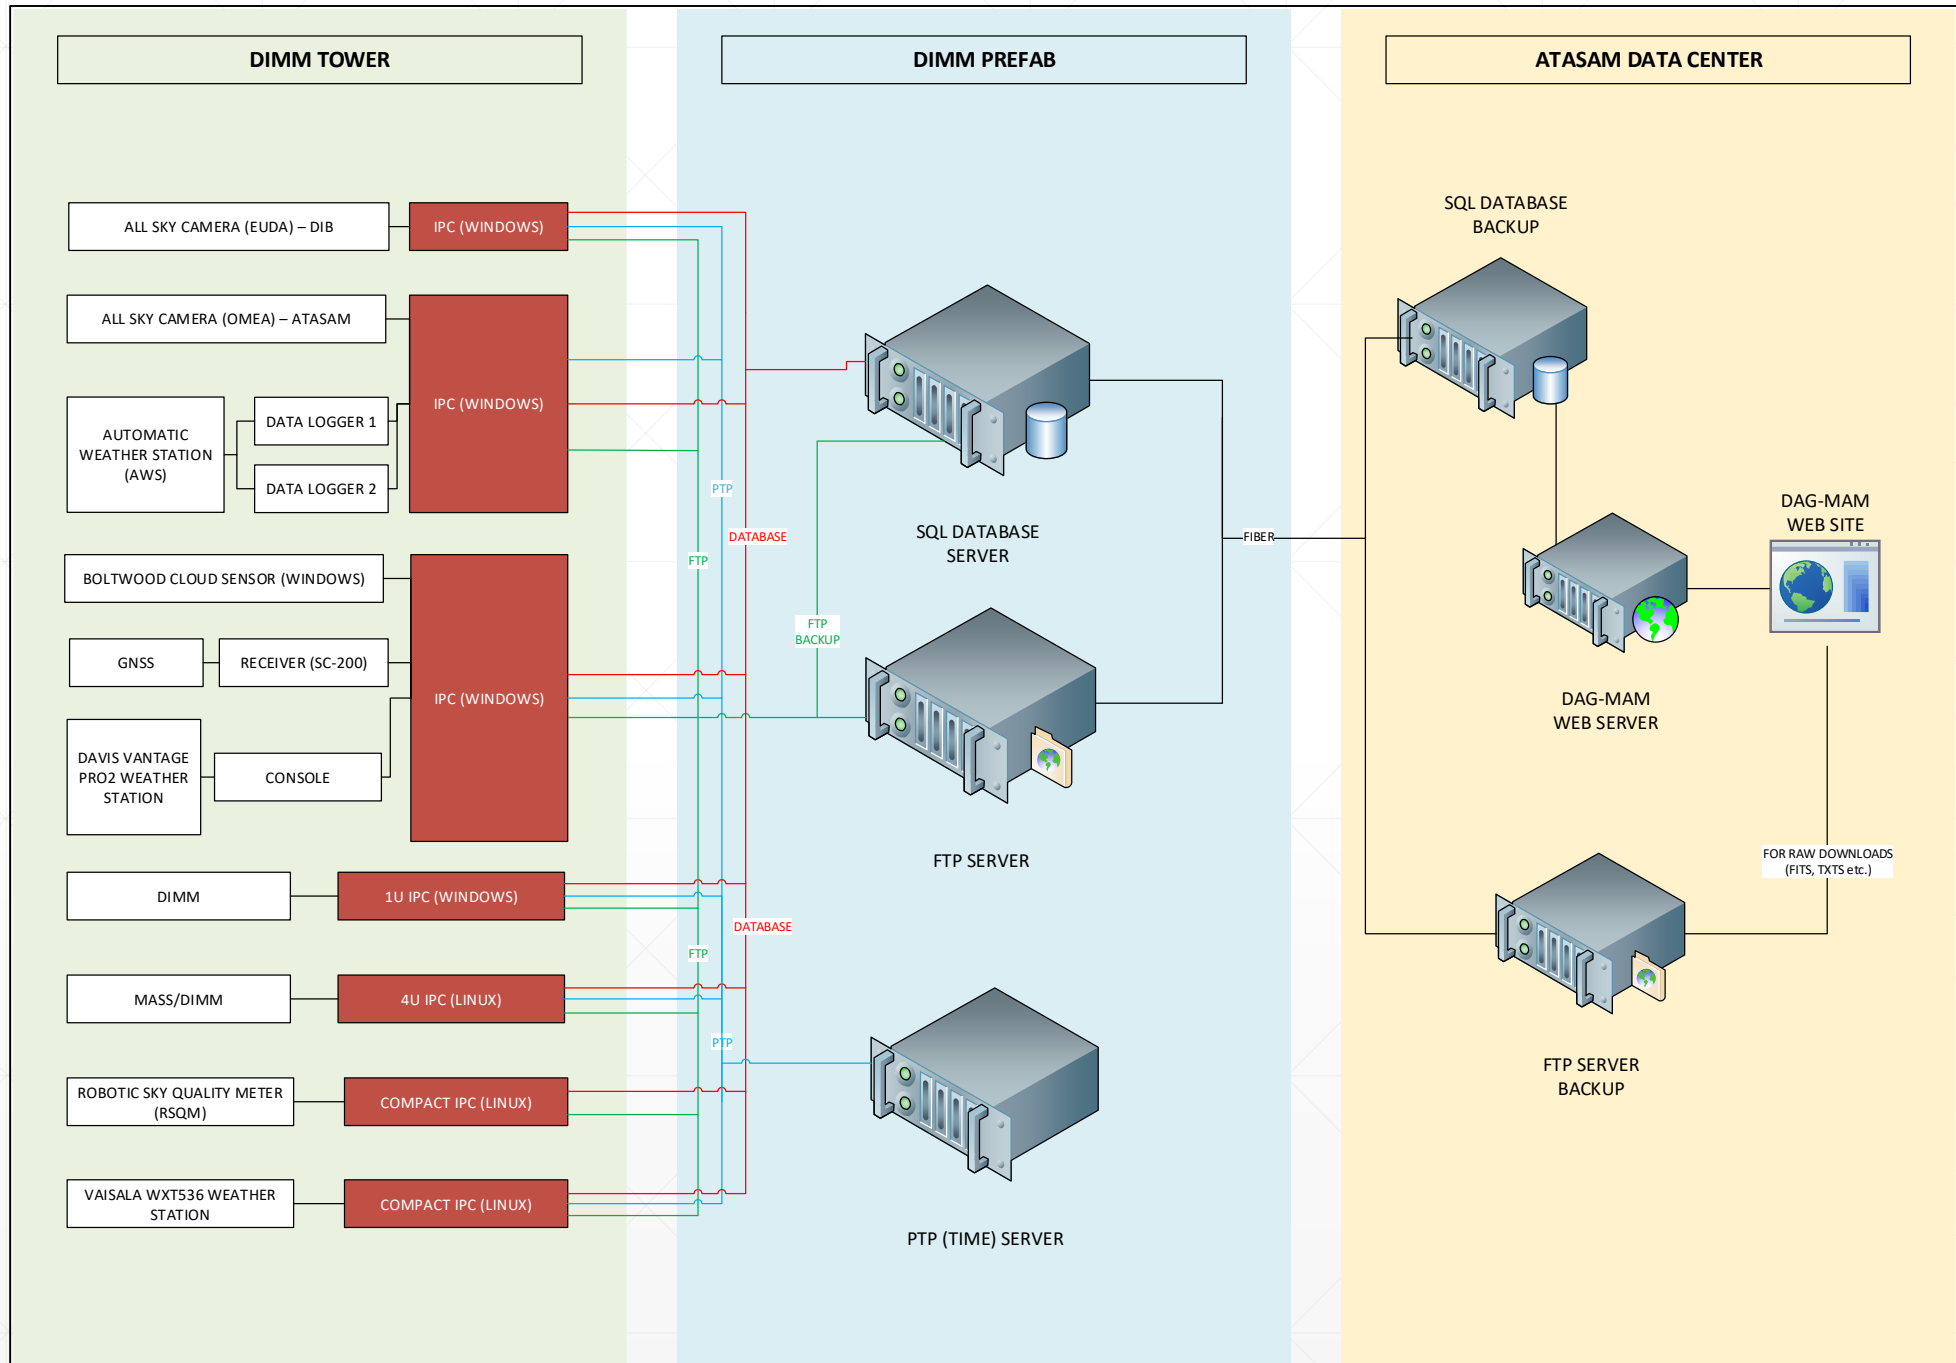 DIMM TOWER
ALL SKY CAMERA (EUDA) – DIB
IPC (WINDOWS)
ALL SKY CAMERA (OMEA) – ATASAM
IPC (WINDOWS)
AUTOMATIC
WEATHER STATION
(AWS)
DATA LOGGER 1
DATA LOGGER 2
BOLTWOOD CLOUD SENSOR (WINDOWS)
GNSS
RECEIVER (SC-200)
IPC (WINDOWS)
DAVIS VANTAGE
PRO2 WEATHER
STATION
CONSOLE
DIMM
1U IPC (WINDOWS)
MASS/DIMM
4U IPC (LINUX)
ROBOTIC SKY QUALITY METER
(RSQM)
COMPACT IPC (LINUX)
VAISALA WXT536 WEATHER
STATION
COMPACT IPC (LINUX)
DIMM PREFAB
PTP
DATABASE
FTP
SQL DATABASE
SERVER
FTP
BACKUP
FIBER
FTP SERVER
DATABASE
FTP
PTP
PTP (TIME) SERVER
ATASAM DATA CENTER
SQL DATABASE
BACKUP
DAG-MAM
WEB SITE
DAG-MAM
WEB SERVER
FOR RAW DOWNLOADS
(FITS, TXTS etc.)
FTP SERVER
BACKUP